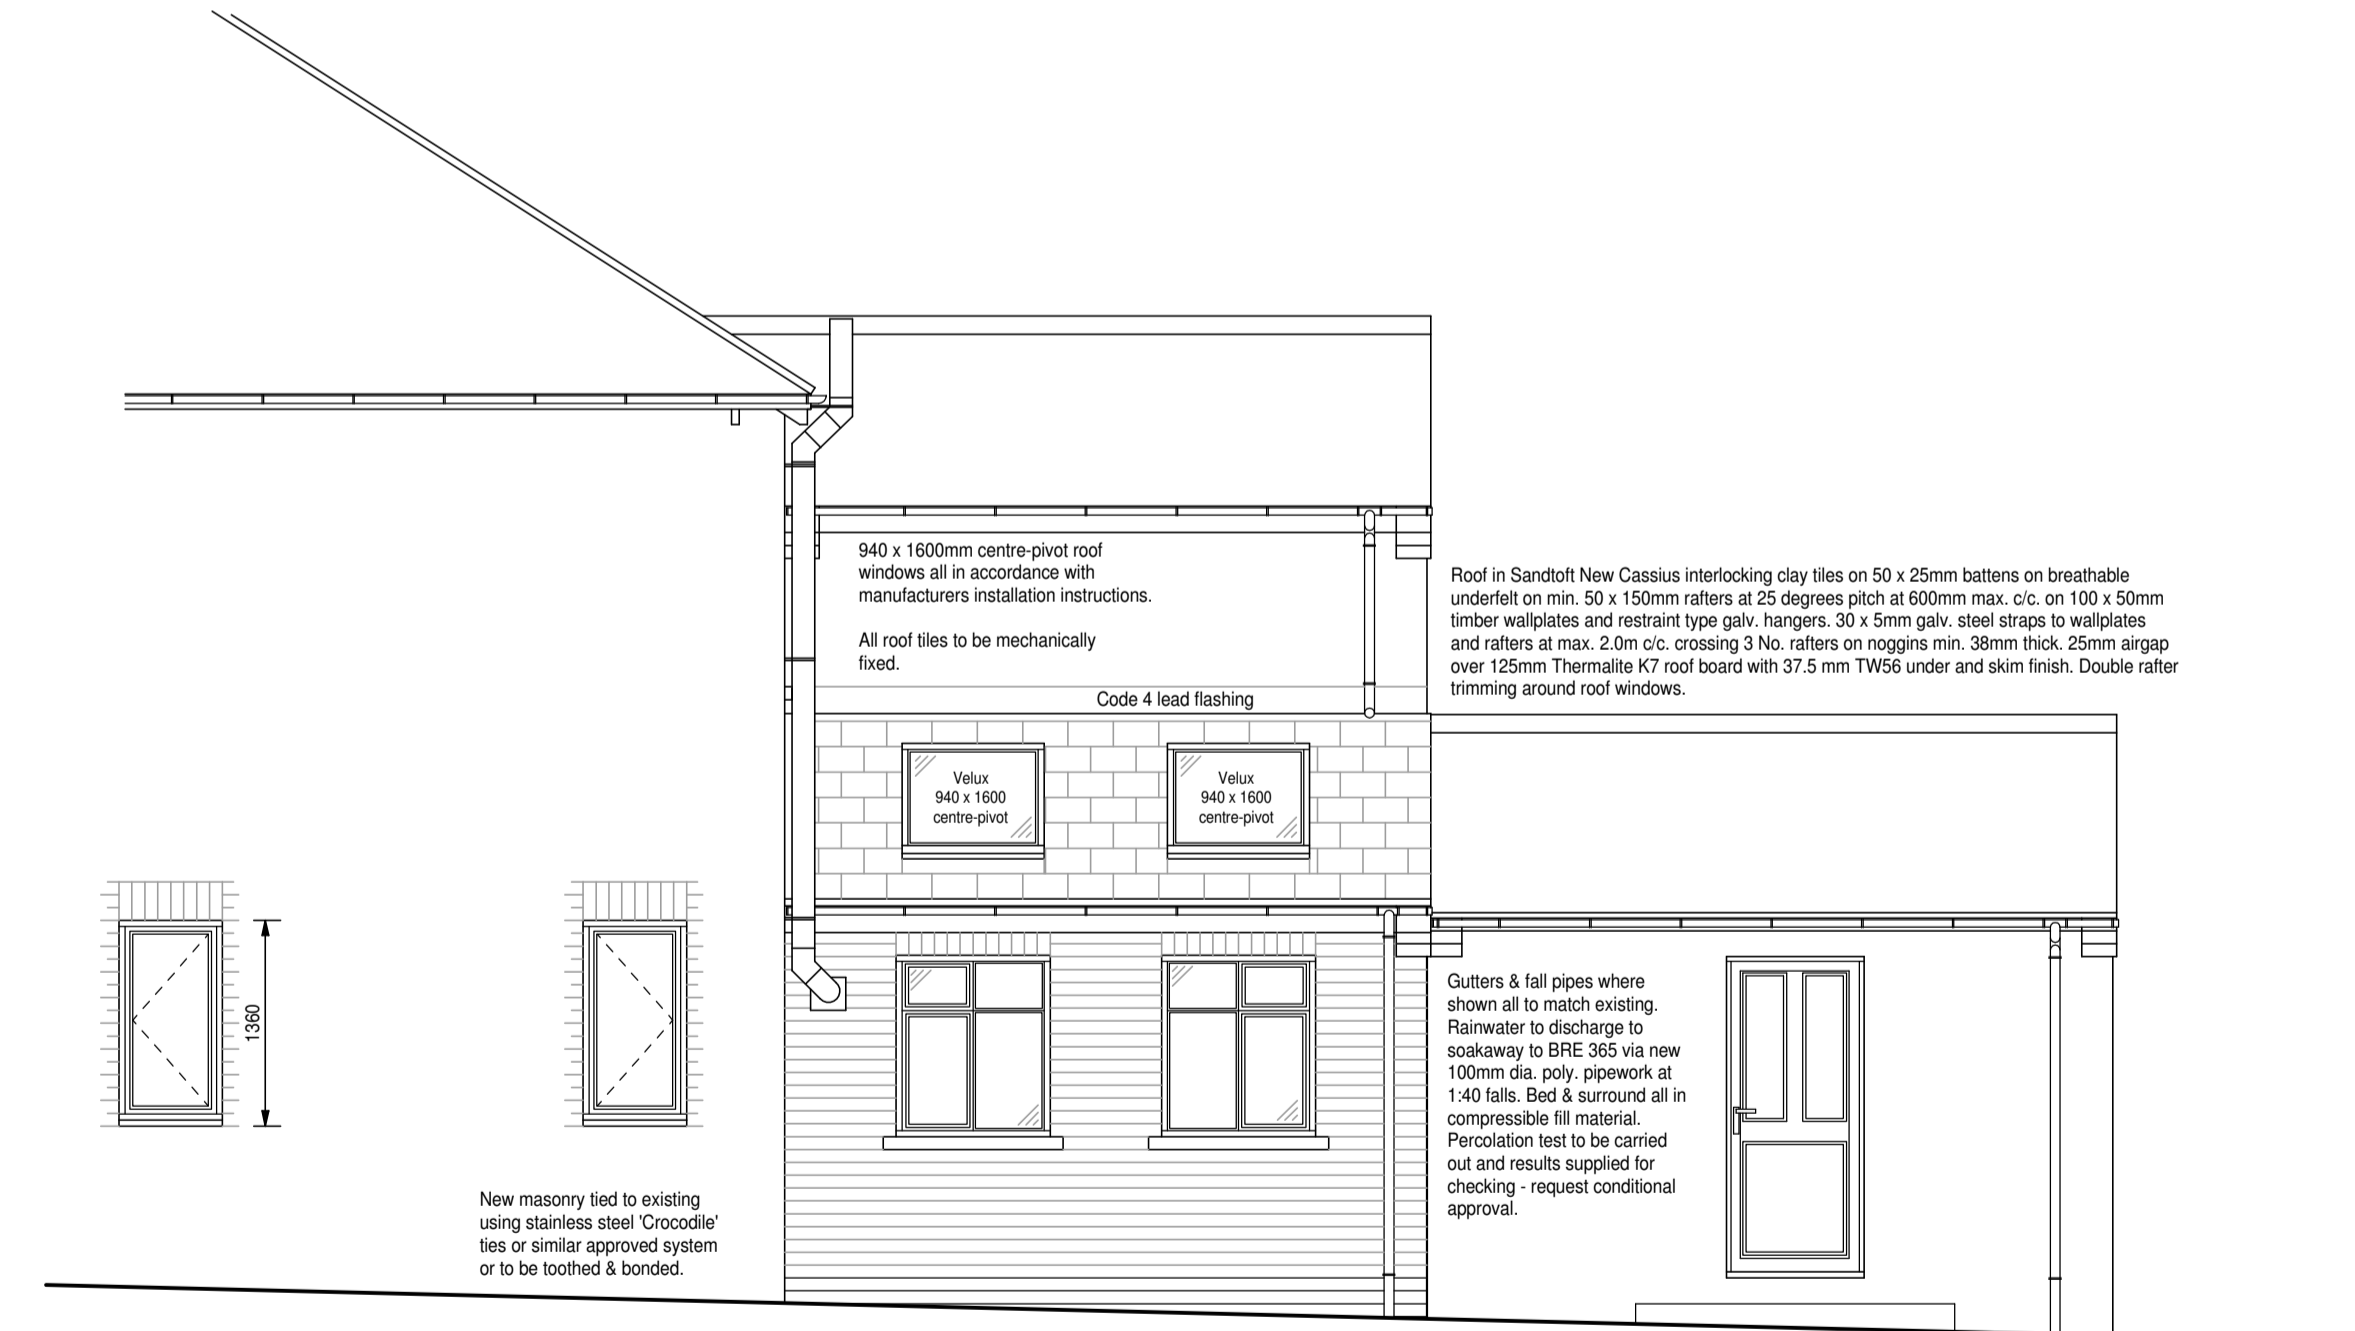 940 x 1600mm centre-pivot roof
windows all in accordance with
manufacturers installation instructions.
All roof tiles to be mechanically
fixed.
Roof in Sandtoft New Cassius interlocking clay tiles on 50 x 25mm battens on breathable
underfelt on min. 50 x 150mm rafters at 25 degrees pitch at 600mm max. c/c. on 100 x 50mm
timber wallplates and restraint type galv. hangers. 30 x 5mm galv. steel straps to wallplates
and rafters at max. 2.0m c/c. crossing 3 No. rafters on noggins min. 38mm thick. 25mm airgap
over 125mm Thermalite K7 roof board with 37.5 mm TW56 under and skim finish. Double rafter
trimming around roof windows.
Code 4 lead flashing
Velux
940 x 1600
centre-pivot
Velux
940 x 1600
centre-pivot
1360
Gutters & fall pipes where
shown all to match existing.
Rainwater to discharge to
soakaway to BRE 365 via new
100mm dia. poly. pipework at
1:40 falls. Bed & surround all in
compressible fill material.
Percolation test to be carried
out and results supplied for
checking - request conditional
approval.
New masonry tied to existing
using stainless steel 'Crocodile'
ties or similar approved system
or to be toothed & bonded.